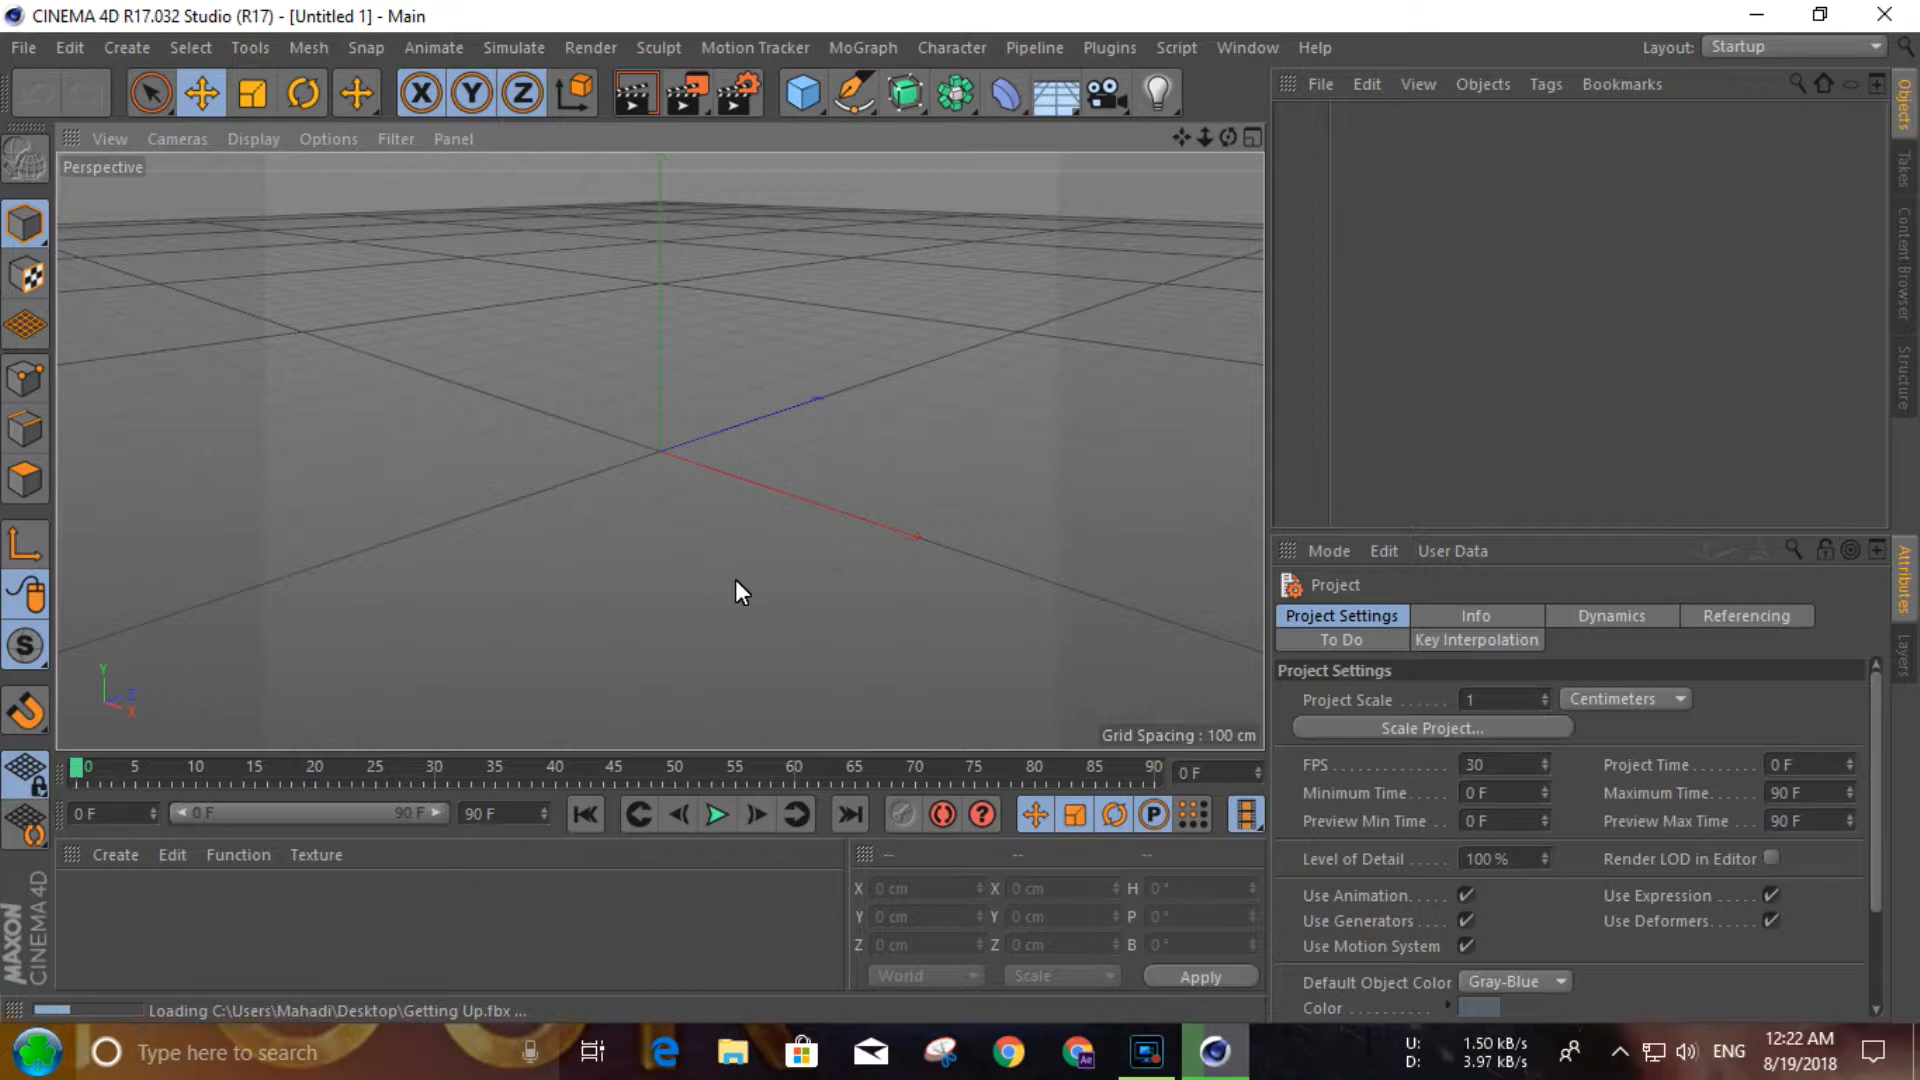 CINEMA 4D R17.032 Studio (R17) - [Untitled 1] - Main
File Edit Create Select Tools Mesh Snap Animate Simulate Render Sculpt Motion Tracker MoGraph Character Pipeline Plugins Script Window Help Layout: Startup
X Y Z
File Edit View Objects Tags Bookmarks
View Cameras Display Options Filter Panel
Perspective
Objects
Takes
Content Browser
Structure
Y
Z
X
Grid Spacing : 100 cm
Mode Edit User Data
Attributes
Layers
Project
Project Settings Info Dynamics Referencing
To Do Key Interpolation
Project Settings
Project Scale ...... 1 Centimeters
Scale Project...
FPS .............. 30 Project Time ..... 0 F
Minimum Time..... 0 F Maximum Time...... 90 F
Preview Min Time .. 0 F Preview Max Time ... 90 F
Level of Detail ..... 100 % Render LOD in Editor
Use Animation..... Use Expression .....
Use Generators .... Use Deformers.....
Use Motion System
Default Object Color Gray-Blue
Color ..........
0 5 10 15 20 25 30 35 40 45 50 55 60 65 70 75 80 85 90 0 F
0 F 0 F 90 F 90 F
? P
S
Create Edit Function Texture
-- -- --
X 0 cm X 0 cm H 0 °
Y 0 cm Y 0 cm P 0 °
Z 0 cm Z 0 cm B 0 °
World Scale Apply
MAXON
CINEMA 4D
Loading C:\Users\Mahadi\Desktop\Getting Up.fbx ...
Type here to search
Ae
U: 1.50 kB/s
D: 3.97 kB/s
ENG
12:22 AM
8/19/2018